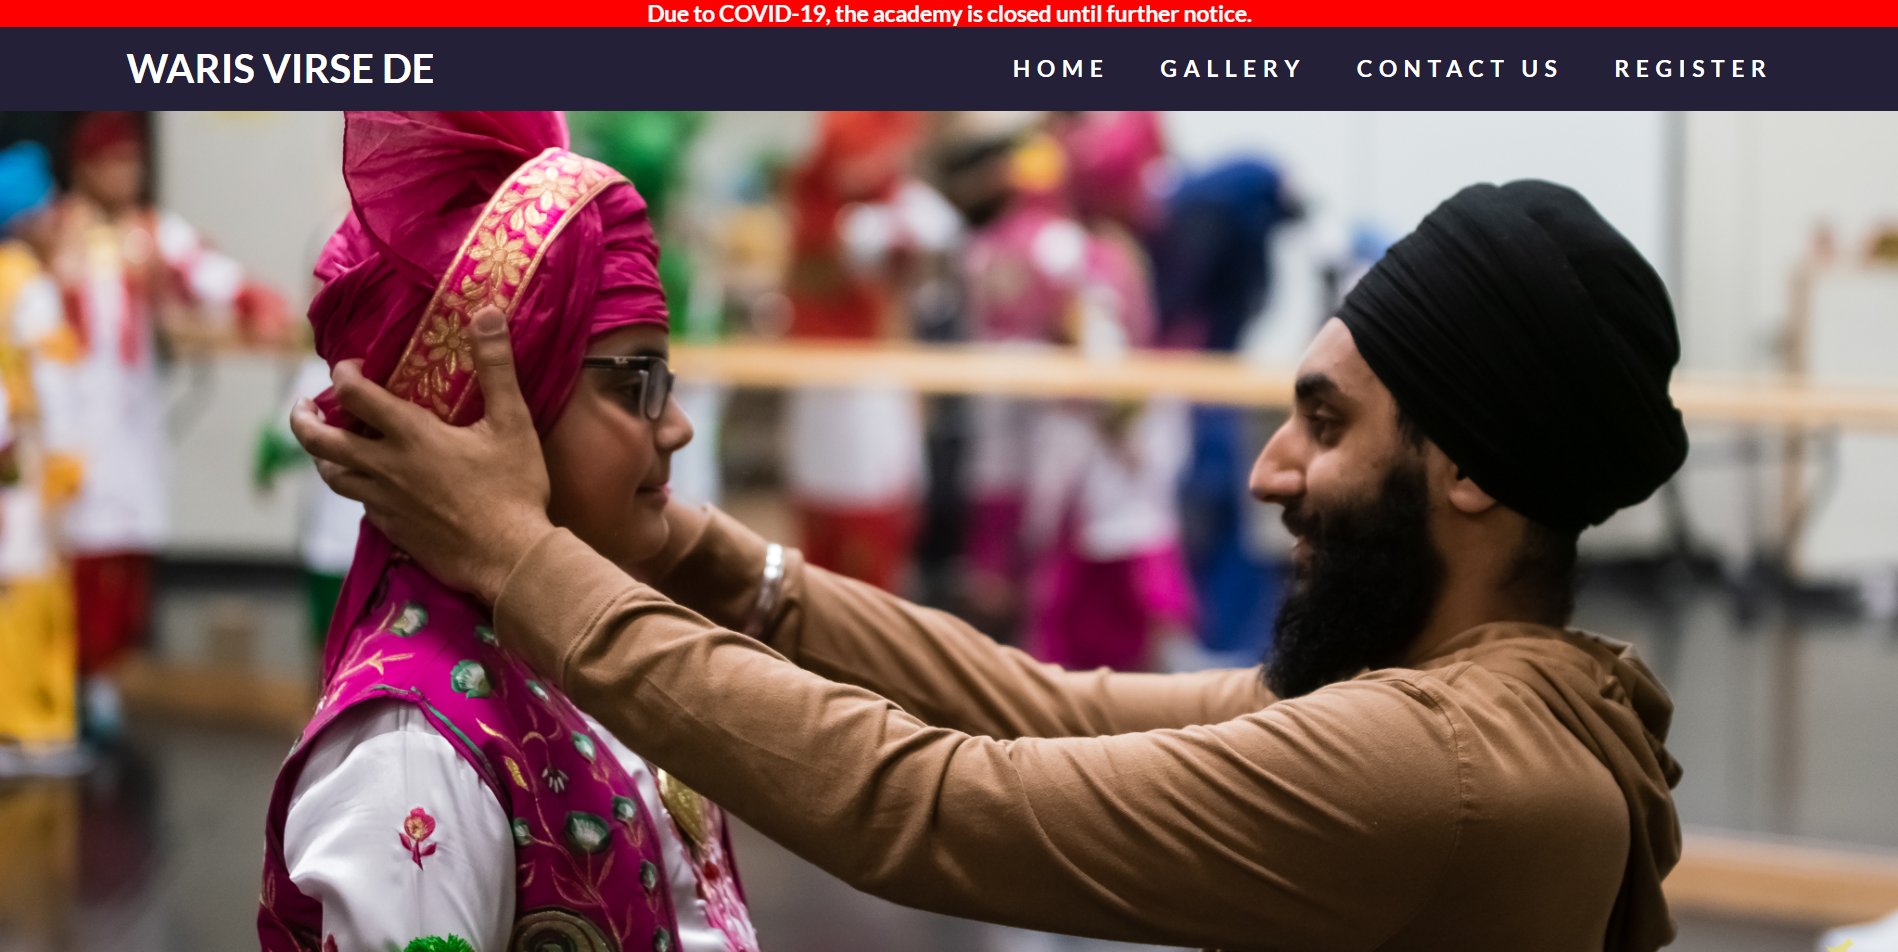 Due to COVID-19, the academy is closed until further notice.
WARIS VIRSE DE
HOME GALLERY CONTACT US REGISTER